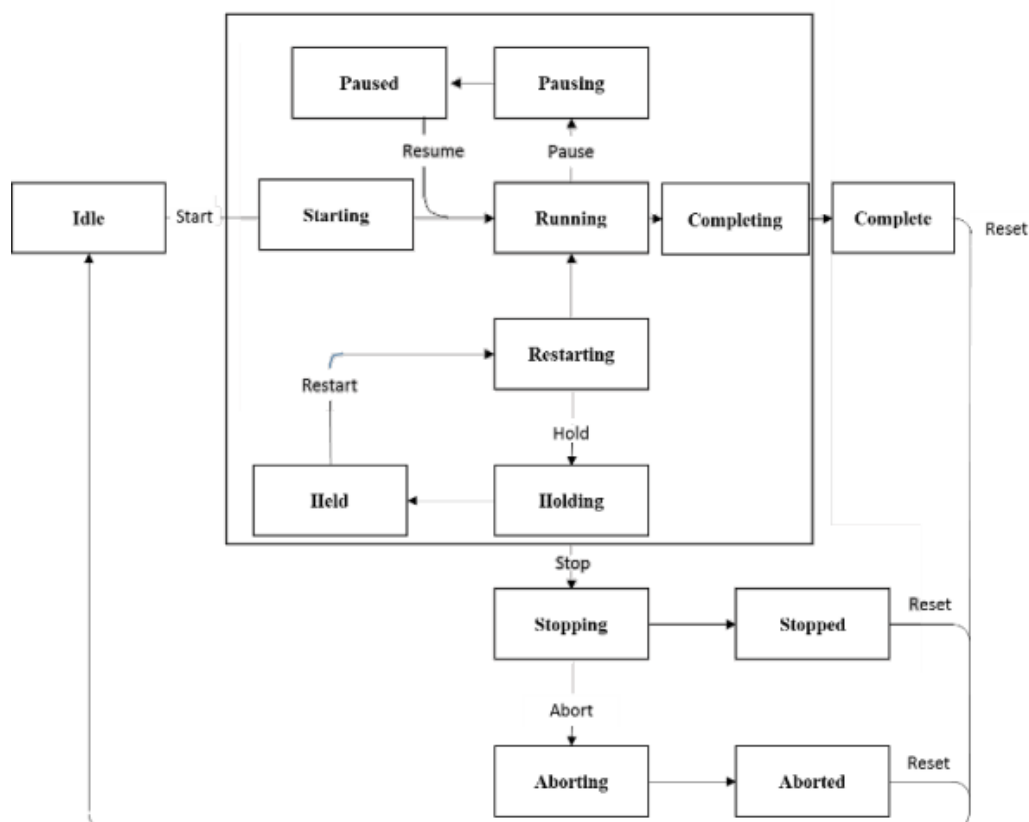 Paused
Pausing
Resume
Pause
Idle
Start
Starting
Running
Completing
Complete
Reset
Restarting
Restart
Hold
Held
Holding
Stop
Stopping
Stopped
Reset
Abort
Aborting
Aborted
Reset